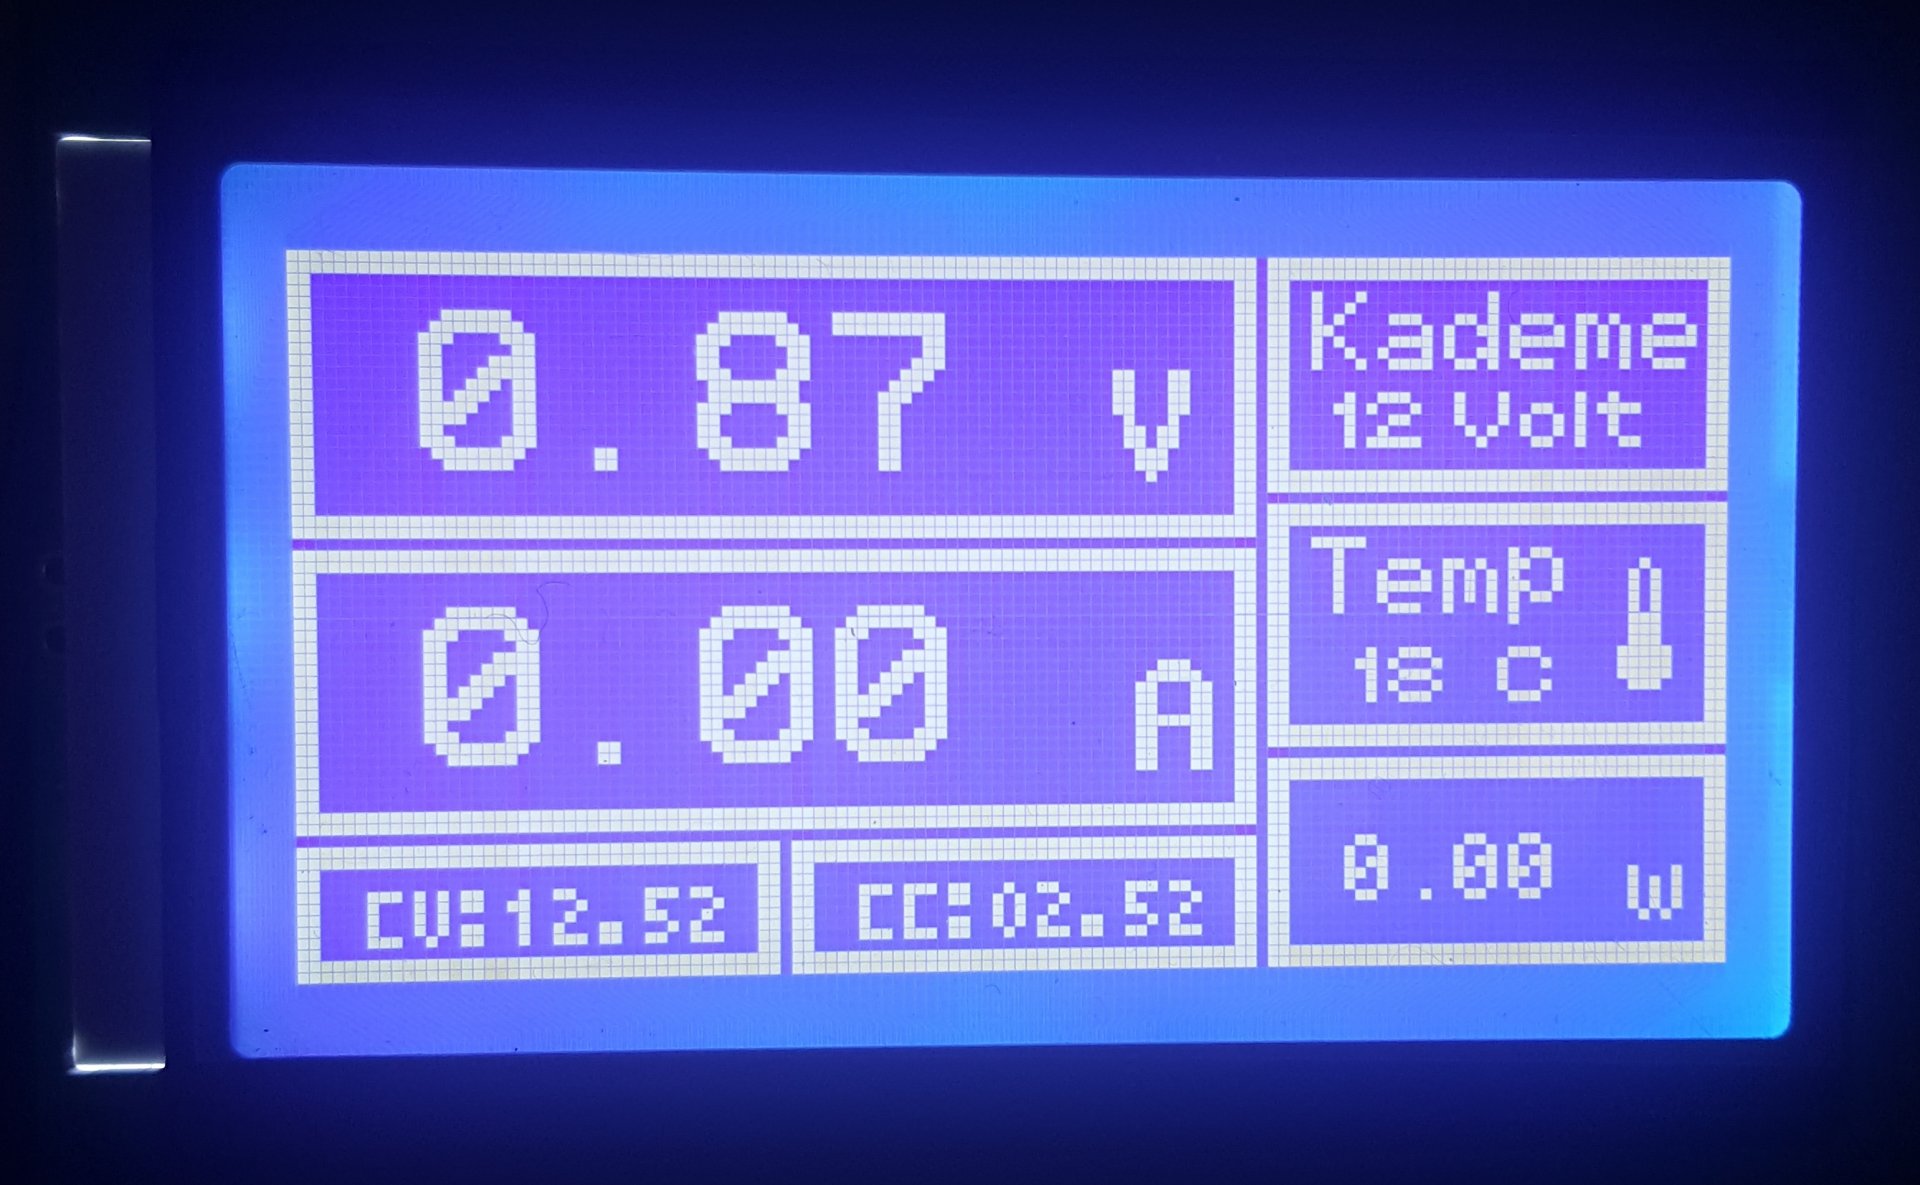 0.87 V
0.00 A
CV:12.52
CC:02.52
Kademe
12 Volt
Temp
18 C
0.00 W